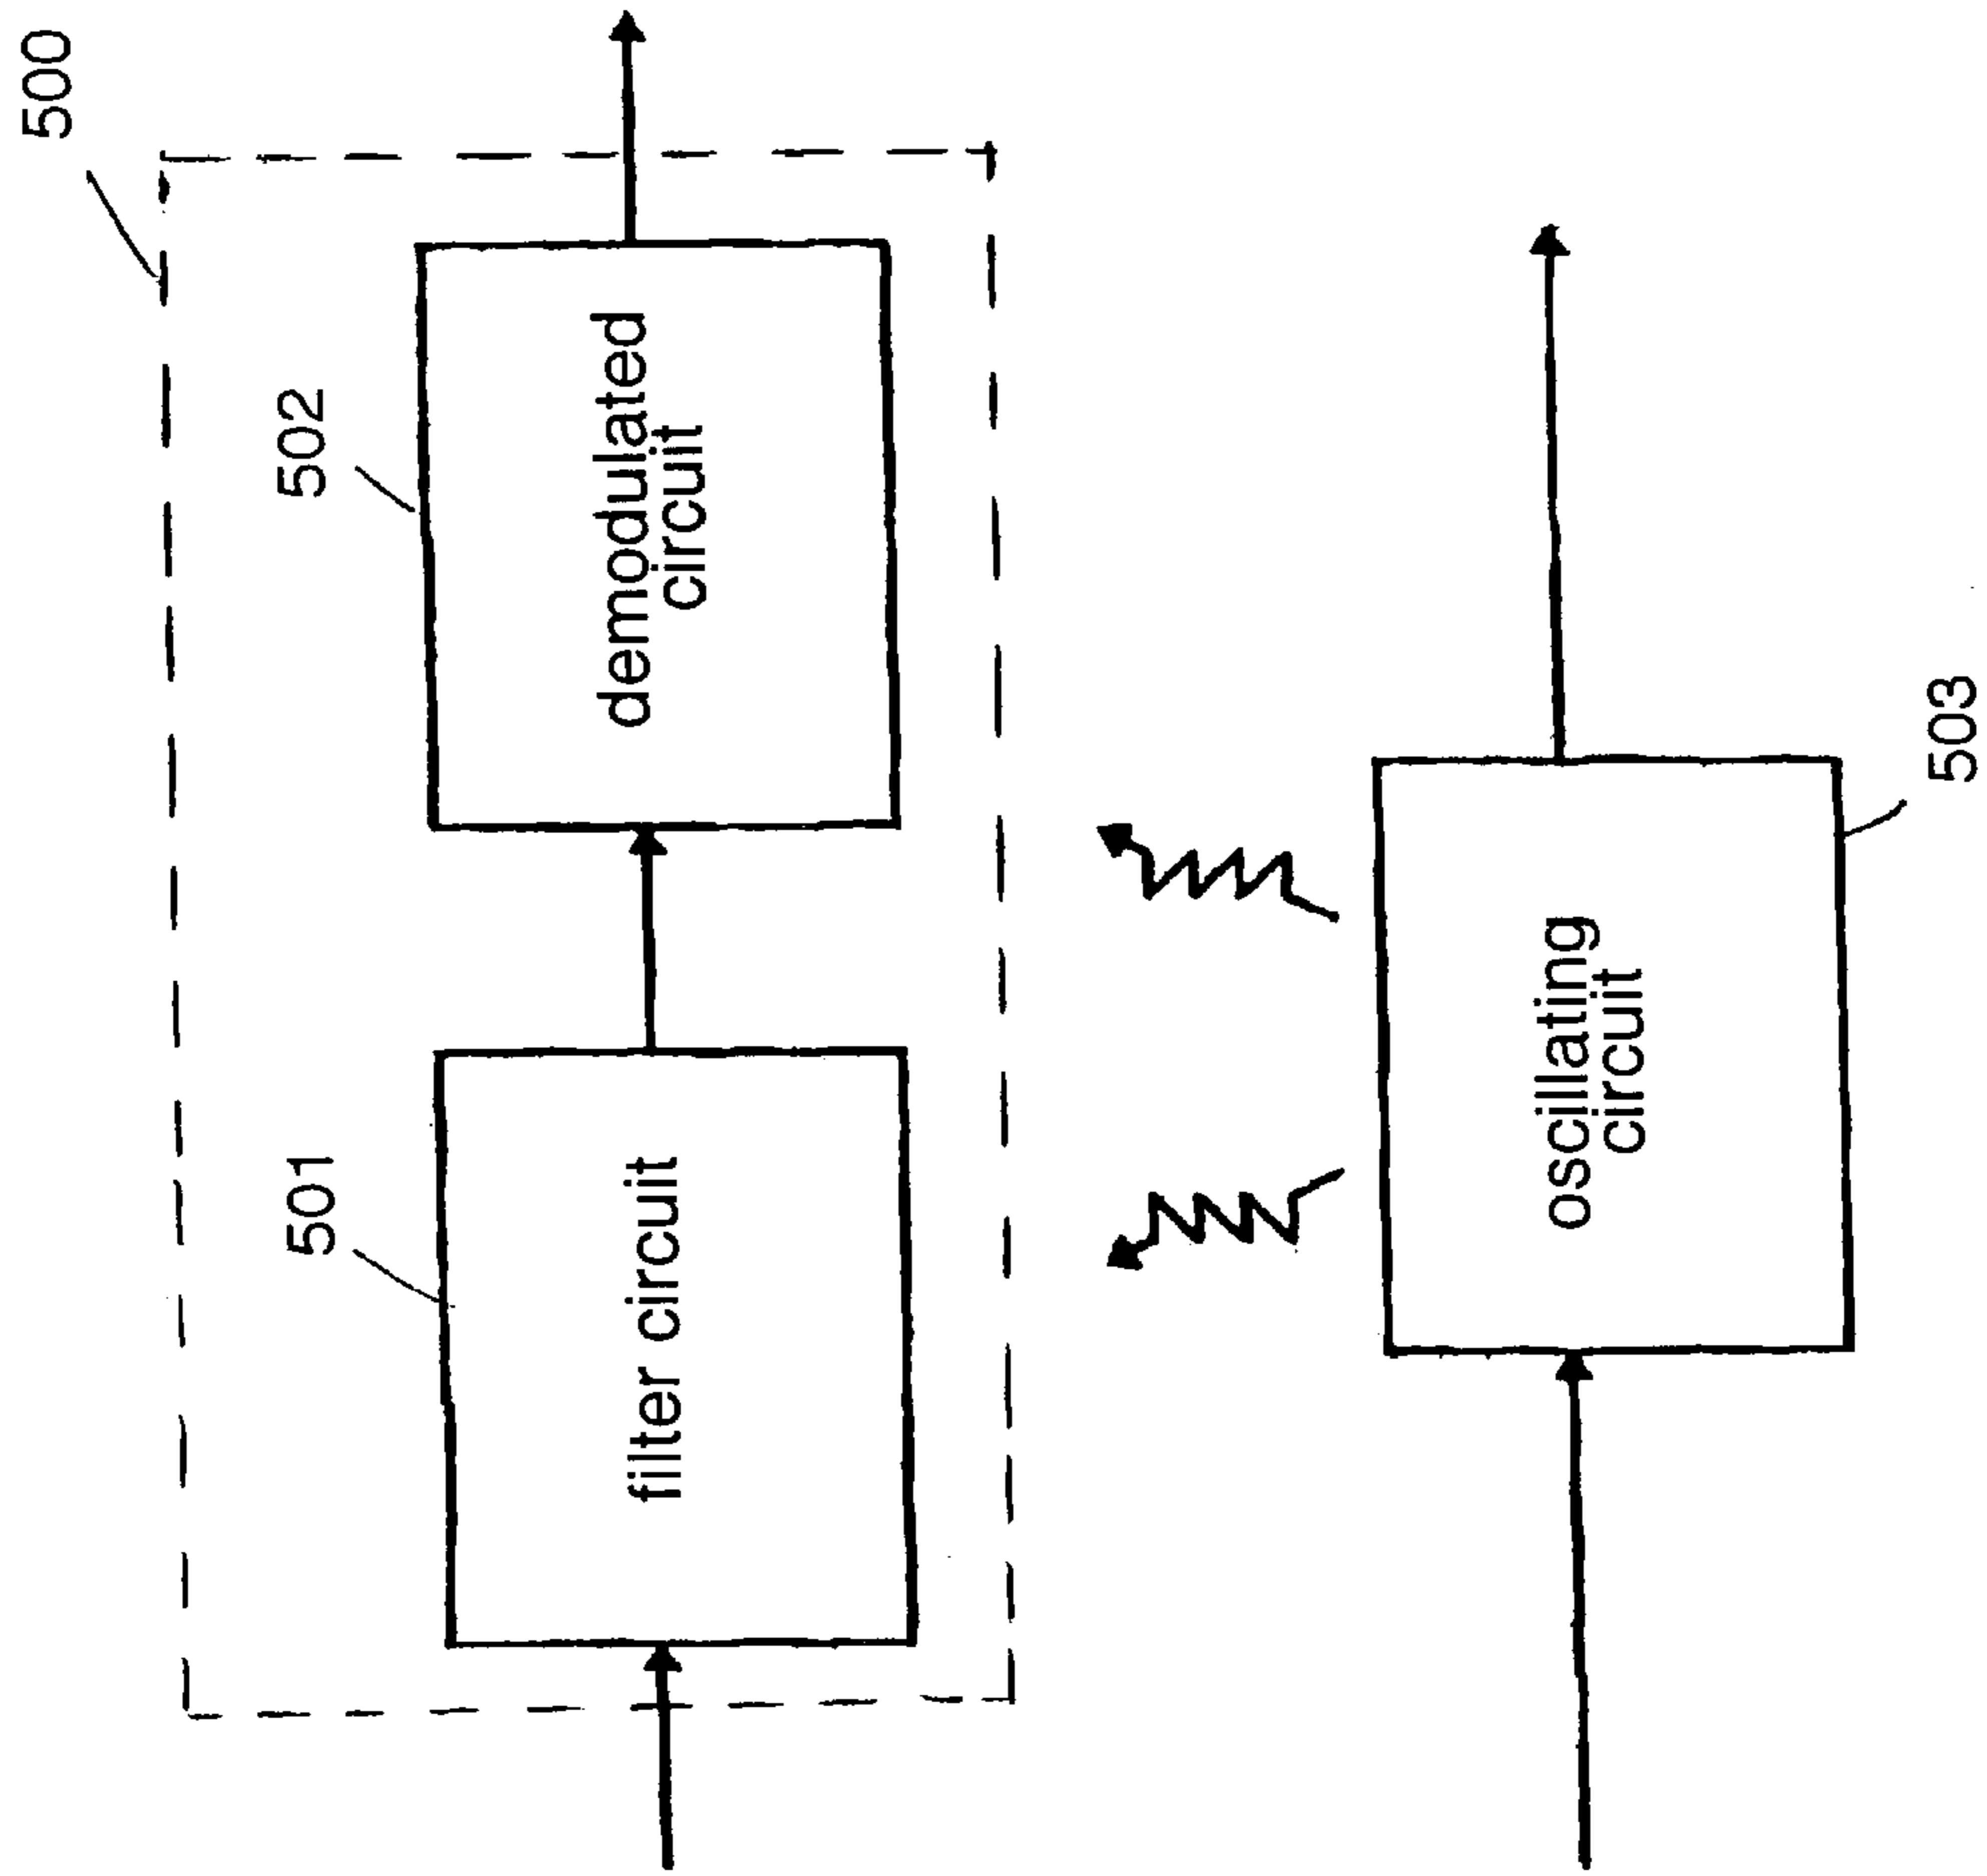 500
501
filter circuit
502
demodulated
circuit
oscillating
circuit
503